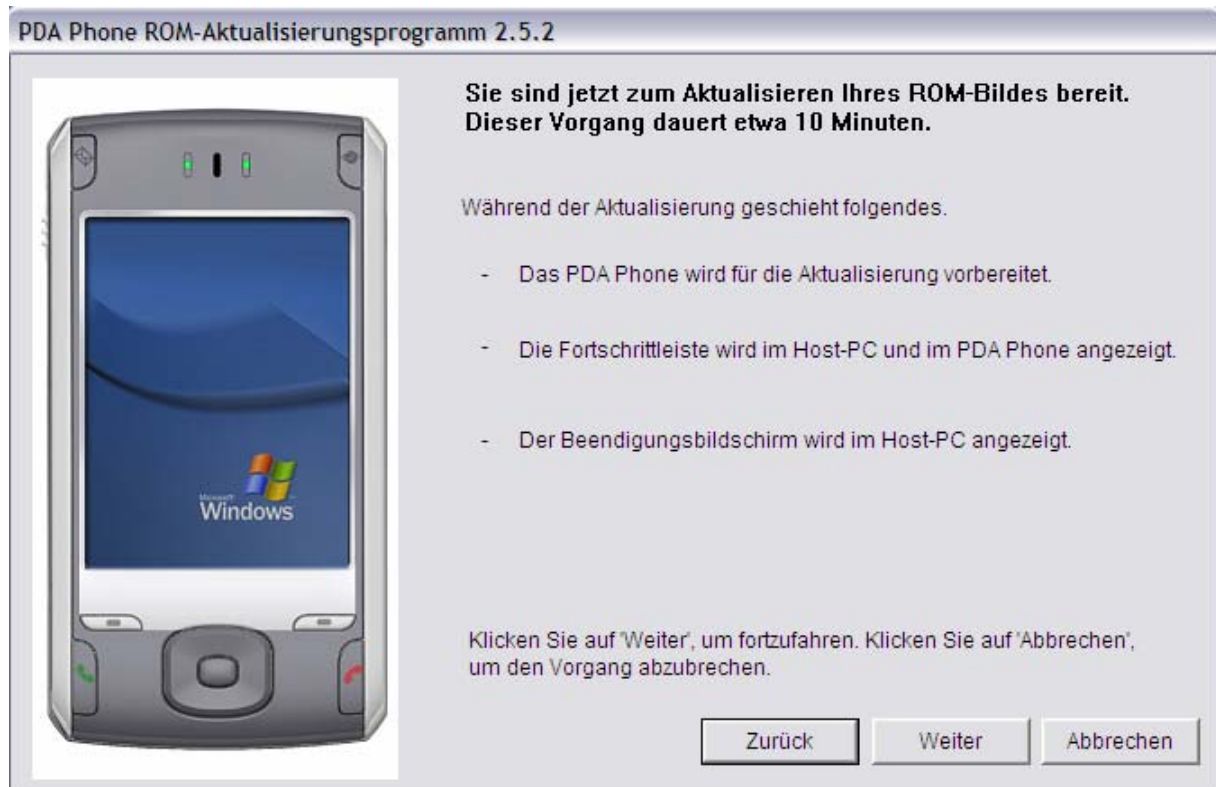 PDA Phone ROM-Aktualisierungsprogramm 2.5.2
Sie sind jetzt zum Aktualisieren Ihres ROM-Bildes bereit.
Dieser Vorgang dauert etwa 10 Minuten.
Während der Aktualisierung geschieht folgendes.
- Das PDA Phone wird für die Aktualisierung vorbereitet.
- Die Fortschrittleiste wird im Host-PC und im PDA Phone angezeigt.
- Der Beendigungsbildschirm wird im Host-PC angezeigt.
Microsoft
Windows
Klicken Sie auf 'Weiter', um fortzufahren. Klicken Sie auf 'Abbrechen',
um den Vorgang abzubrechen.
Zurück Weiter Abbrechen